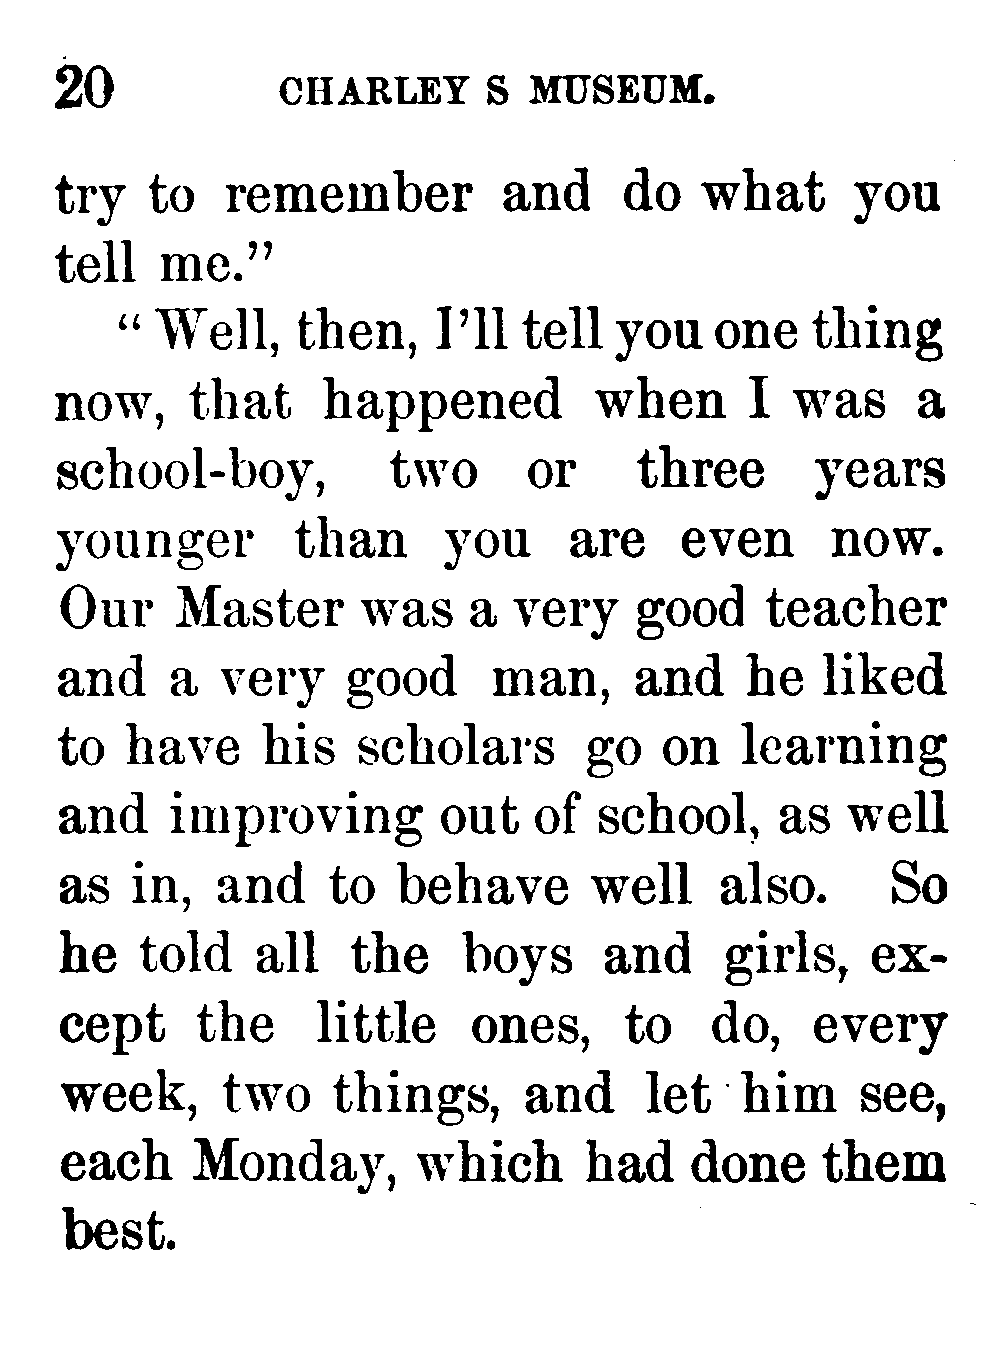 20 CHARLEY S MUSEUM.
try to remember and do what you
tell me."
" Well, then, I'll tell you one thing
now, that happened when I was a
school-boy, two or three years
younger than you are even now.
Our Master was a very good teacher
and a very good man, and he liked
to have his scholars go on learning
and improving out of school, as well
as in, and to behave well also. So
he told all the boys and girls, ex-
cept the little ones, to do, every
week, two things, and let him see,
each Monday, which had done them
best.